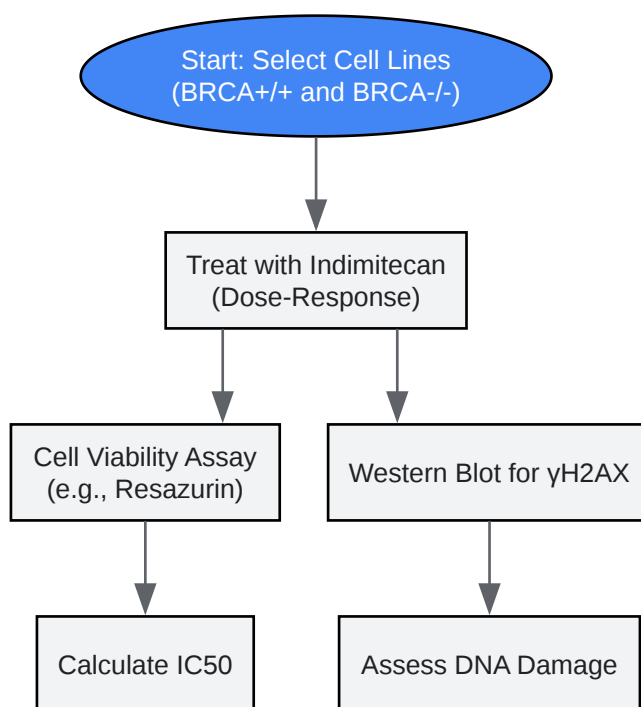 Start: Select Cell Lines
(BRCA+/+ and BRCA-/-)
Treat with Indimitecan
(Dose-Response)
Cell Viability Assay
(e.g., Resazurin)
Western Blot for γH2AX
Calculate IC50
Assess DNA Damage